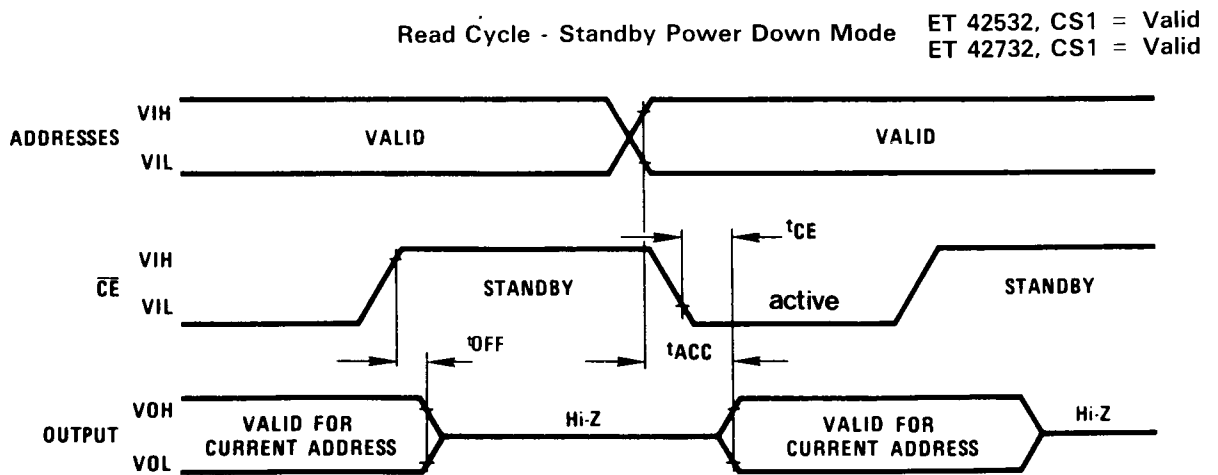 Read Cycle - Standby Power Down Mode
ET 42532, CS1 = Valid
ET 42732, CS1 = Valid
ADDRESSES
VIH
VIL
VALID
VALID
CE
VIH
VIL
STANDBY
tCE
active
STANDBY
tOFF
tACC
OUTPUT
VOH
VOL
VALID FOR
CURRENT ADDRESS
Hi-Z
VALID FOR
CURRENT ADDRESS
Hi-Z